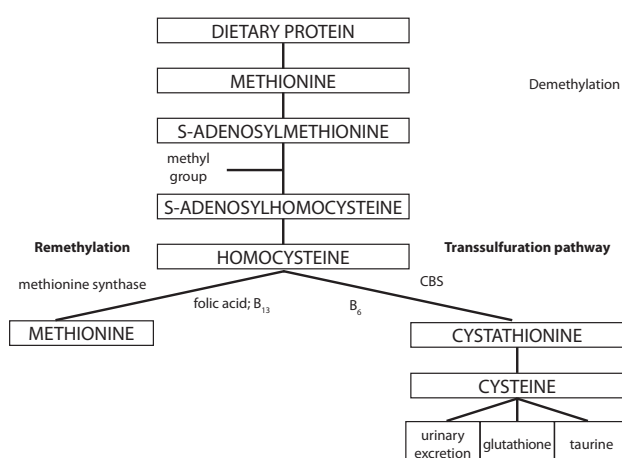 DIETARY PROTEIN
METHIONINE
Demethylation
S-ADENOSYLMETHIONINE
methyl
group
S-ADENOSYLHOMOCYSTEINE
Remethylation
HOMOCYSTEINE
Transsulfuration pathway
methionine synthase
CBS
folic acid; B₁₃
B₆
METHIONINE
CYSTATHIONINE
CYSTEINE
urinary
excretion
glutathione
taurine